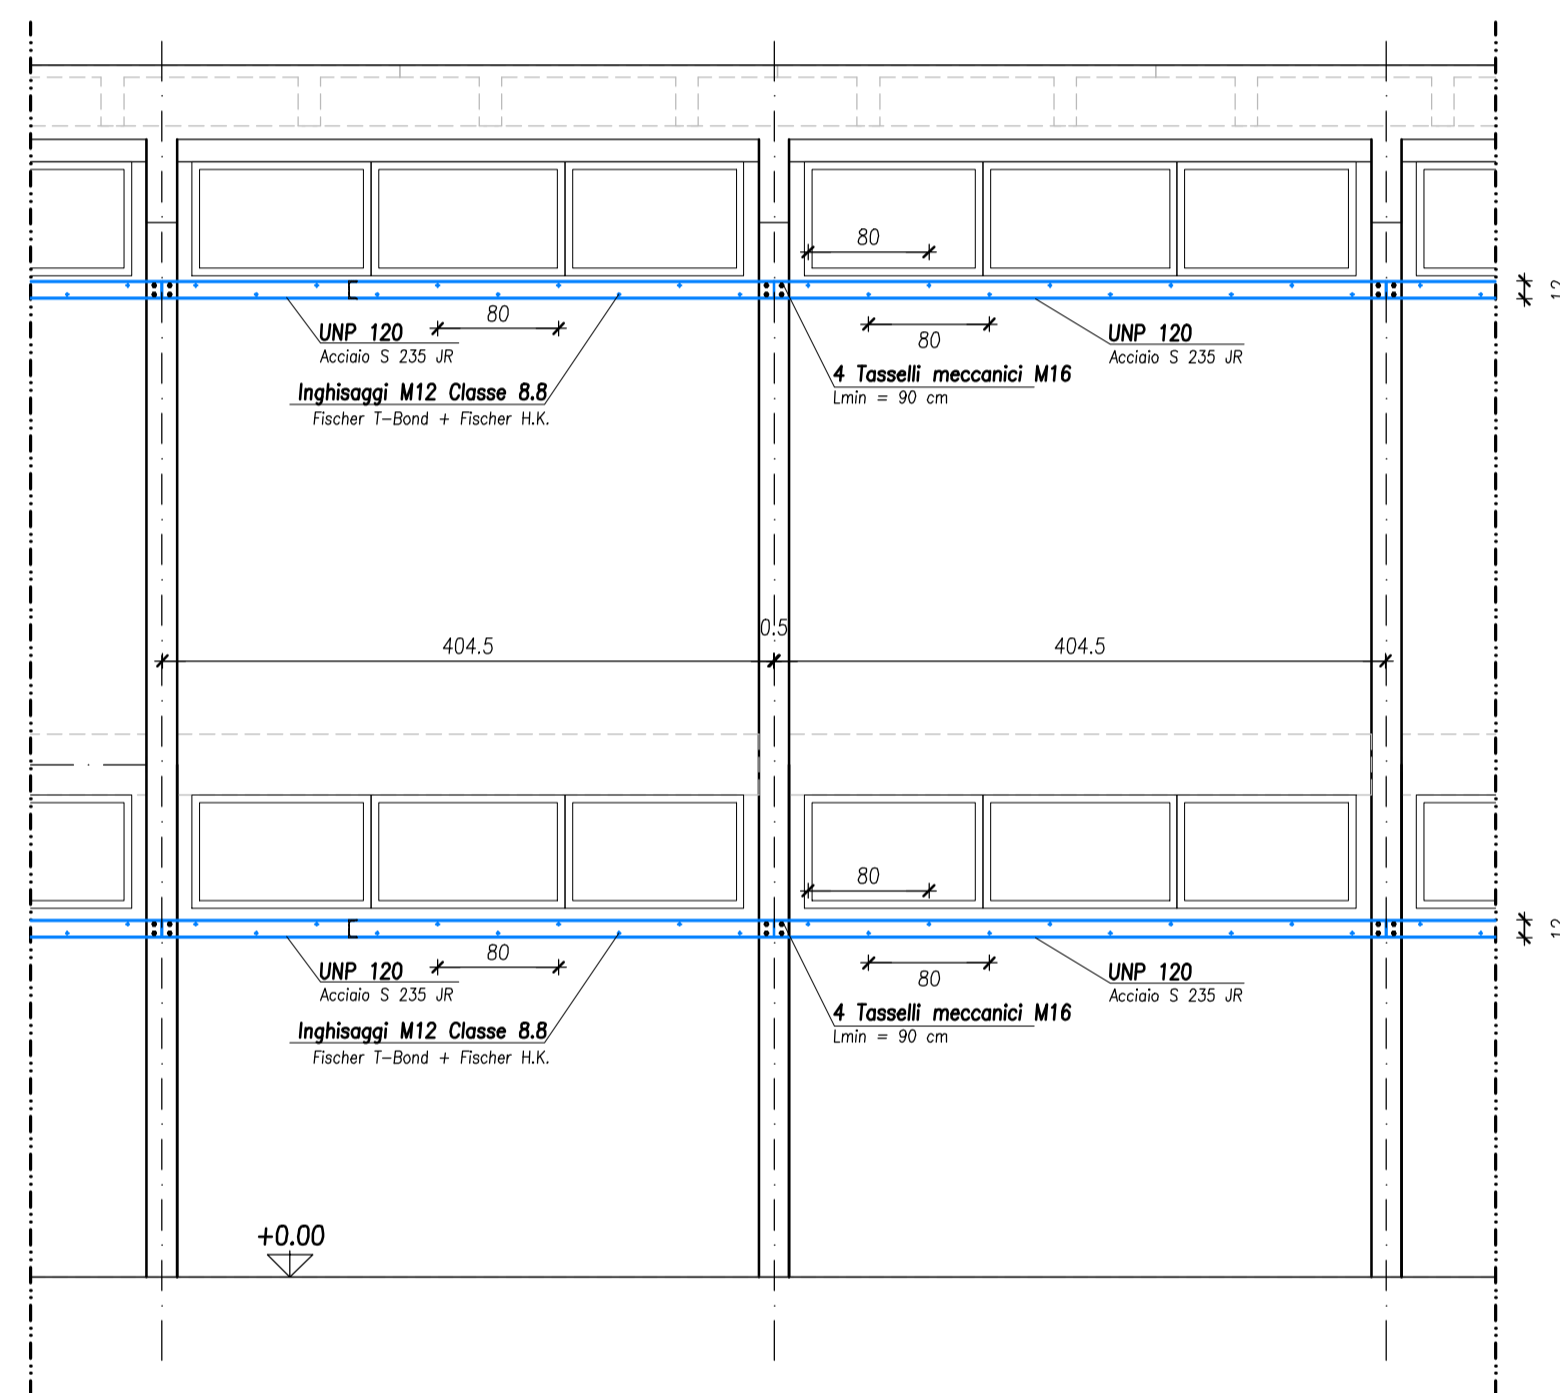 80
12
80
UNP 120
Acciaio S 235 JR
80
UNP 120
Acciaio S 235 JR
Inghisaggi M12 Classe 8.8
Fischer T-Bond + Fischer H.K.
4 Tasselli meccanici M16
Lmin = 90 cm
0.5
404.5
404.5
80
12
80
UNP 120
Acciaio S 235 JR
80
UNP 120
Acciaio S 235 JR
Inghisaggi M12 Classe 8.8
Fischer T-Bond + Fischer H.K.
4 Tasselli meccanici M16
Lmin = 90 cm
+0.00